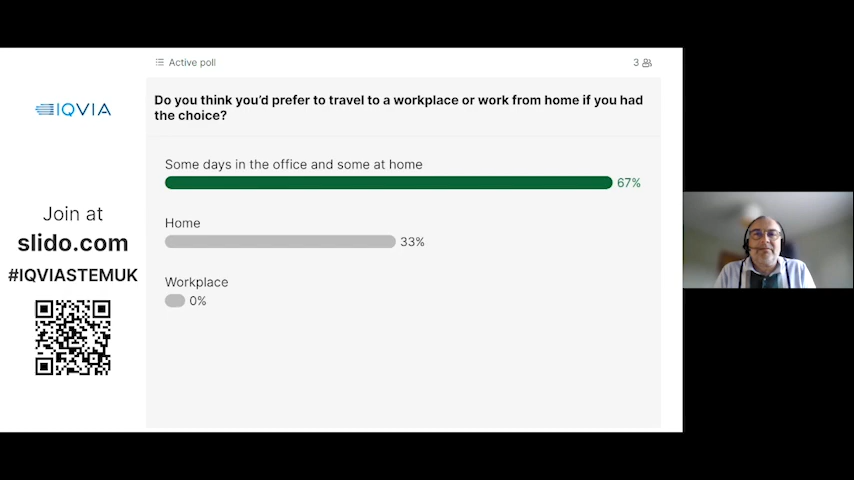 Active poll
3
Do you think you'd prefer to travel to a workplace or work from home if you had
the choice?
IQVIA
Some days in the office and some at home
67%
Home
33%
Workplace
0%
Join at
slido.com
#IQVIASTEMUK